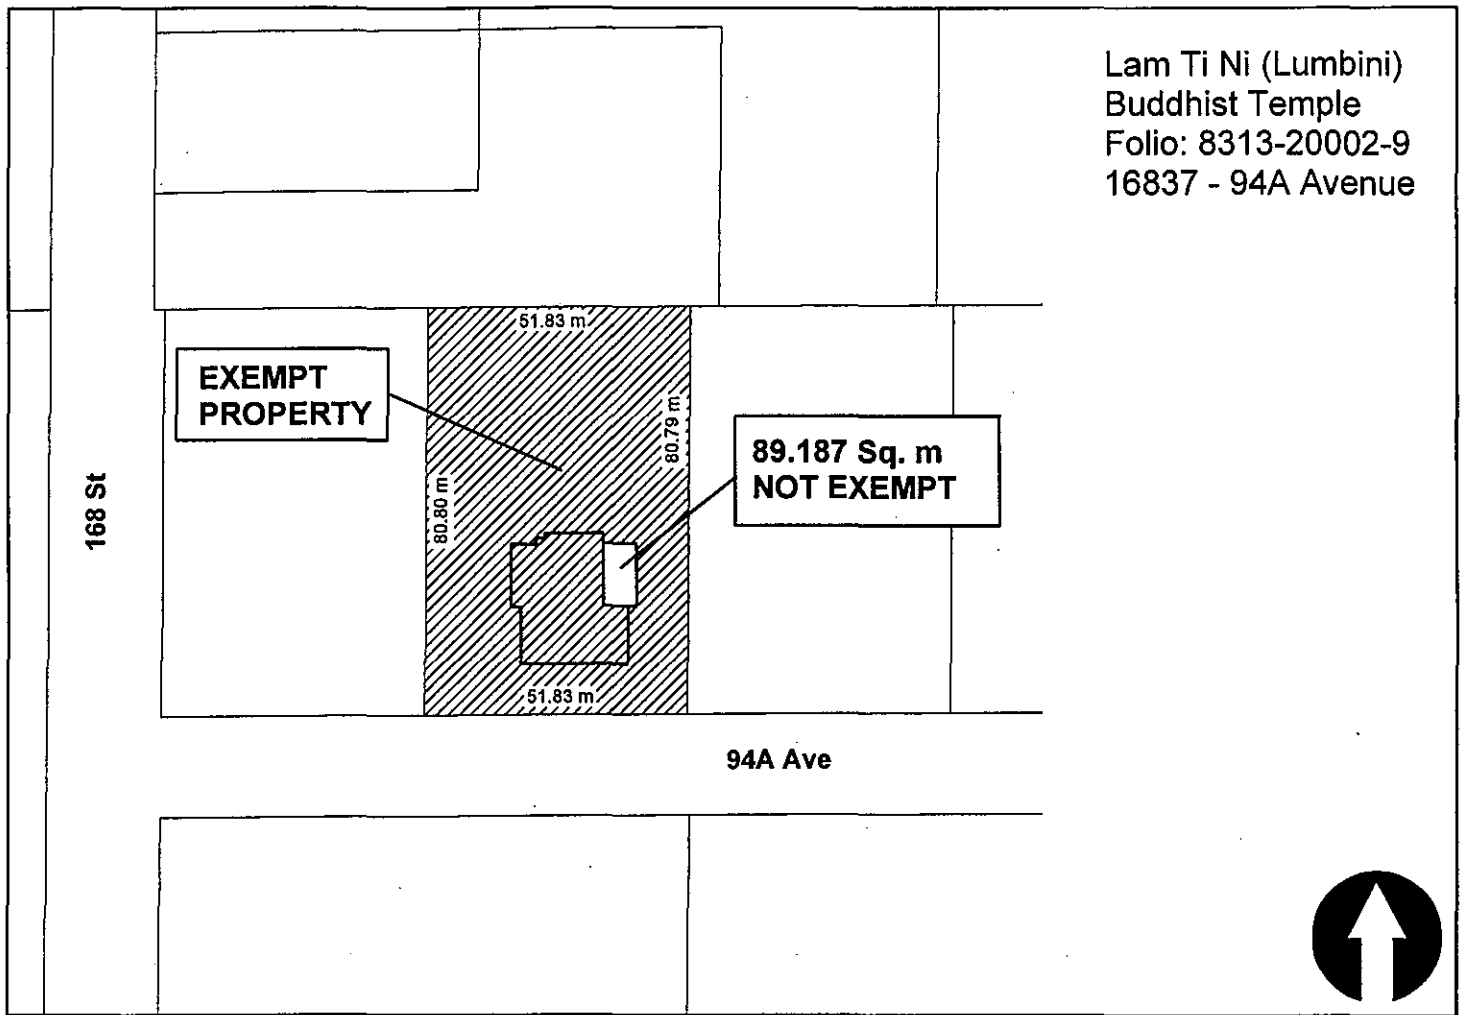 Lam Ti Ni (Lumbini)
Buddhist Temple
Folio: 8313-20002-9
16837 - 94A Avenue
51.83 m
EXEMPT
PROPERTY
80.79 m
89.187 Sq. m
NOT EXEMPT
80.80 m
168 St
51.83 m
94A Ave